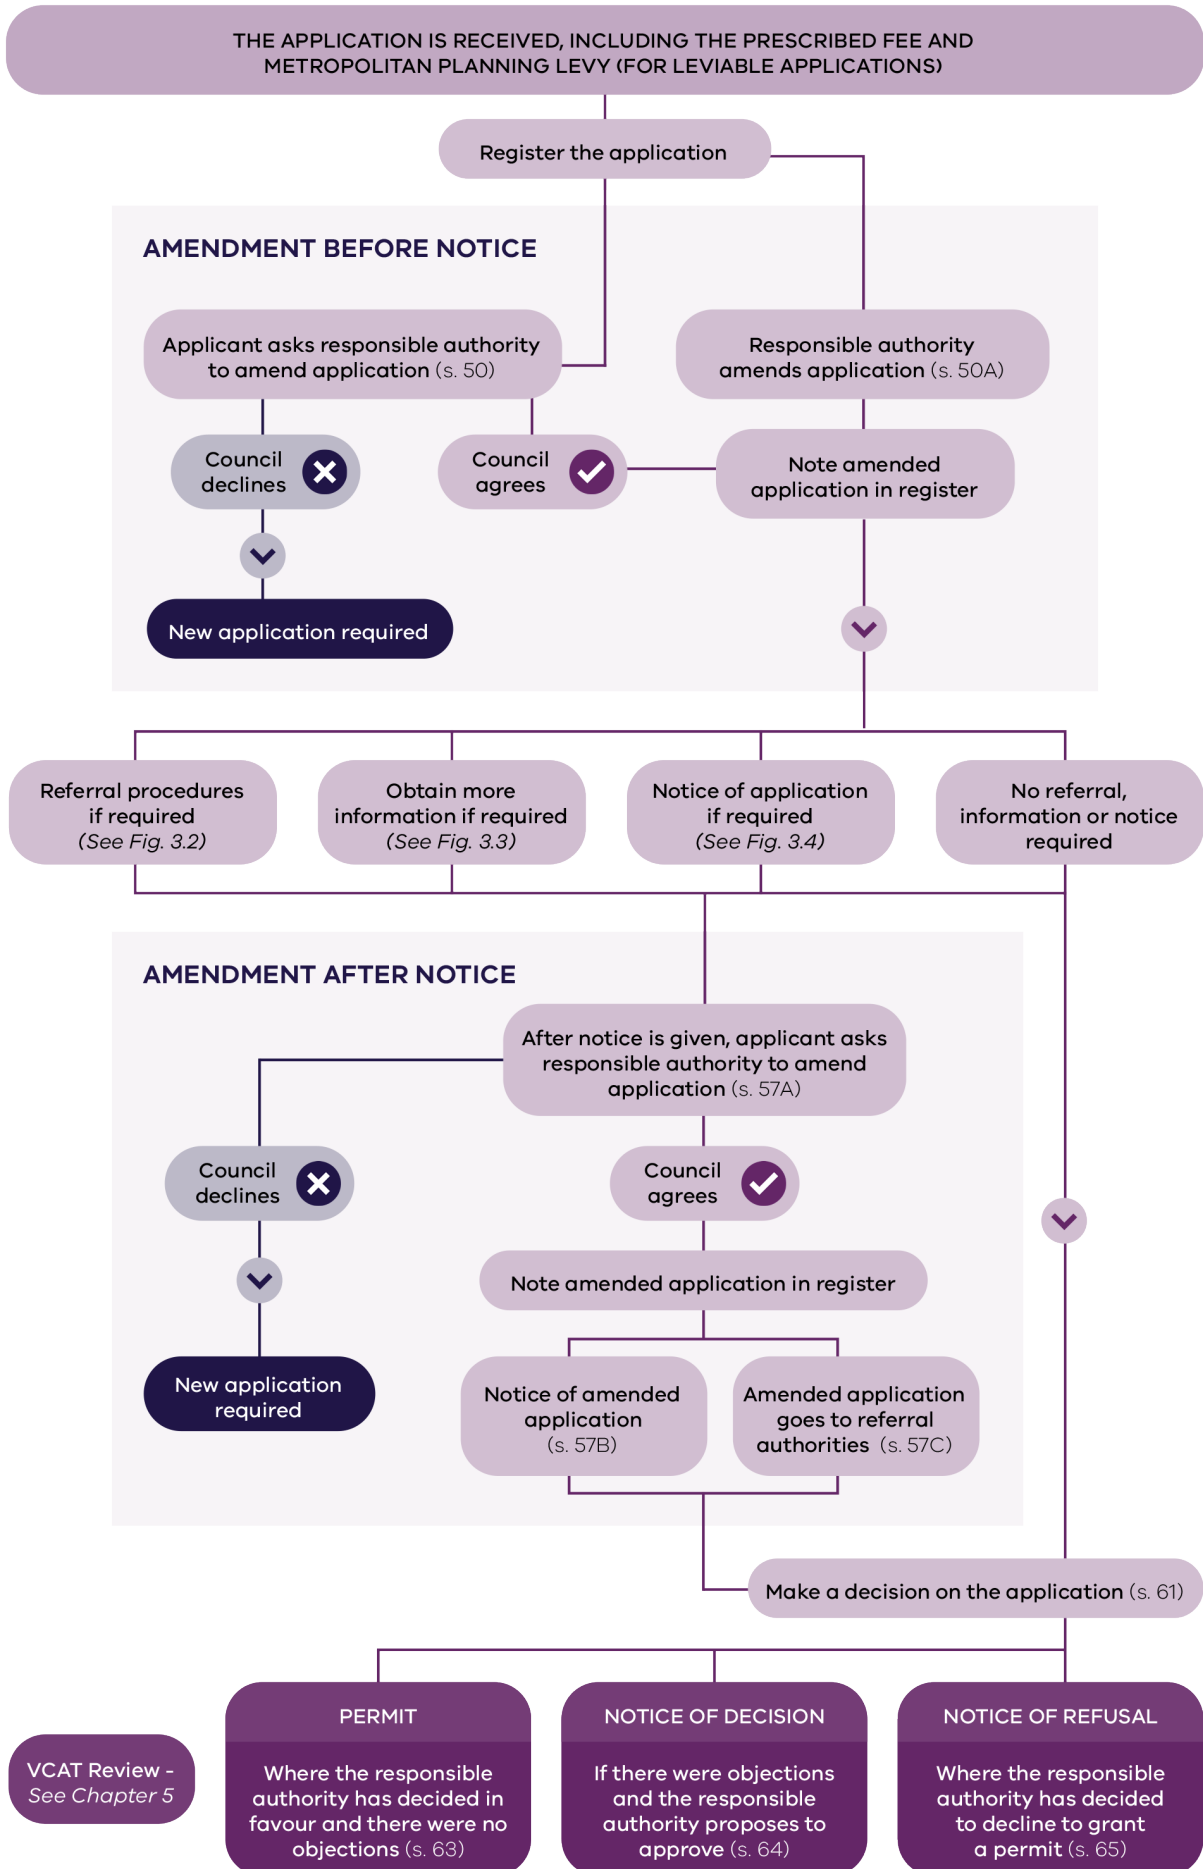 THE APPLICATION IS RECEIVED, INCLUDING THE PRESCRIBED FEE AND
METROPOLITAN PLANNING LEVY (FOR LEVIABLE APPLICATIONS)
Register the application
AMENDMENT BEFORE NOTICE
Applicant asks responsible authority
to amend application (s. 50)
Responsible authority
amends application (s. 50A)
Council
declines
Council
agrees
Note amended
application in register
New application required
Referral procedures
if required
(See Fig. 3.2)
Obtain more
information if required
(See Fig. 3.3)
Notice of application
if required
(See Fig. 3.4)
No referral,
information or notice
required
AMENDMENT AFTER NOTICE
After notice is given, applicant asks
responsible authority to amend
application (s. 57A)
Council
declines
Council
agrees
Note amended application in register
New application
required
Notice of amended
application
(s. 57B)
Amended application
goes to referral
authorities (s. 57C)
Make a decision on the application (s. 61)
VCAT Review -
See Chapter 5
PERMIT
Where the responsible
authority has decided in
favour and there were no
objections (s. 63)
NOTICE OF DECISION
If there were objections
and the responsible
authority proposes to
approve (s. 64)
NOTICE OF REFUSAL
Where the responsible
authority has decided
to decline to grant
a permit (s. 65)